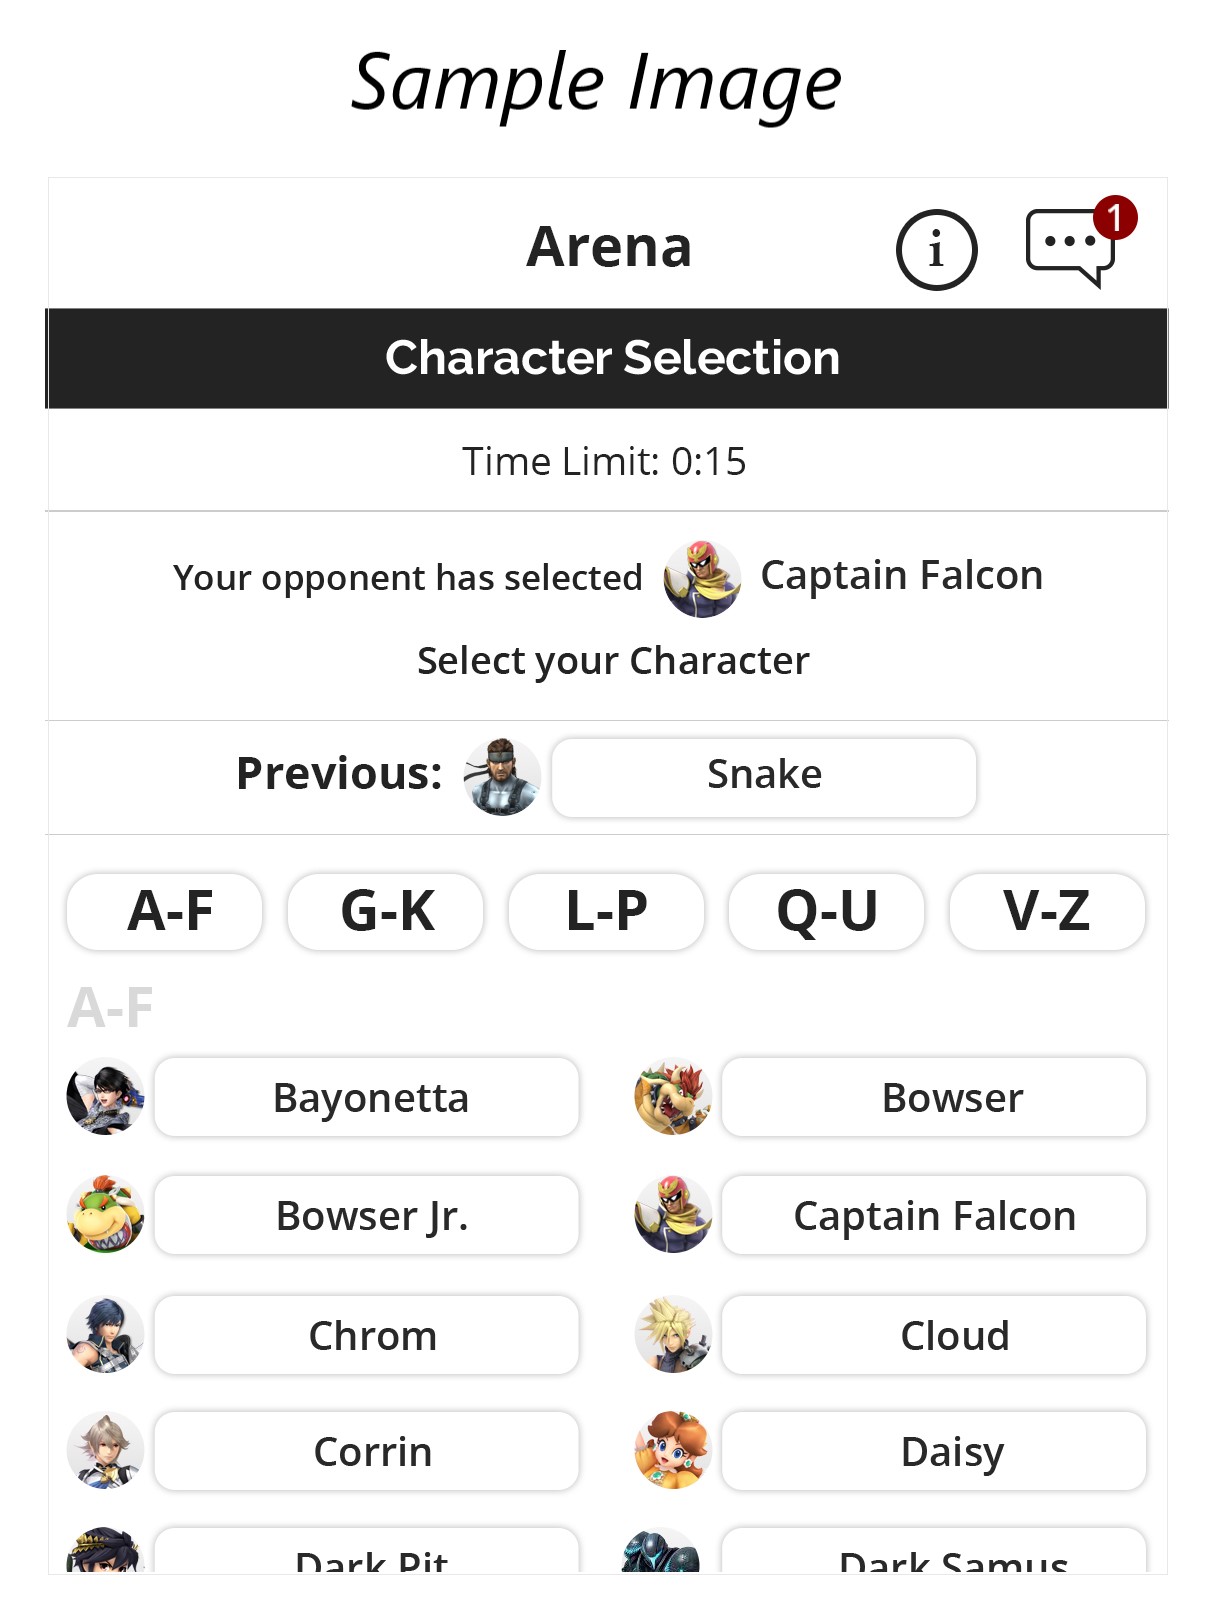 Sample Image
Arena
i
1
Character Selection
Time Limit: 0:15
Your opponent has selected Captain Falcon
Select your Character
Previous: Snake
A-F G-K L-P Q-U V-Z
A-F
Bayonetta Bowser
Bowser Jr. Captain Falcon
Chrom Cloud
Corrin Daisy
Dark Pit Dark Samus